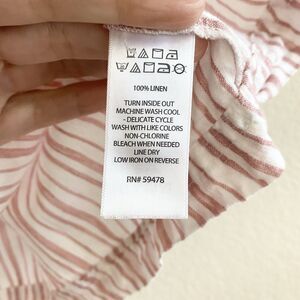 100% LINEN
TURN INSIDE OUT
MACHINE WASH COOL
- DELICATE CYCLE
WASH WITH LIKE COLORS
NON-CHLORINE
BLEACH WHEN NEEDED
LINE DRY
LOW IRON ON REVERSE
RN# 59478